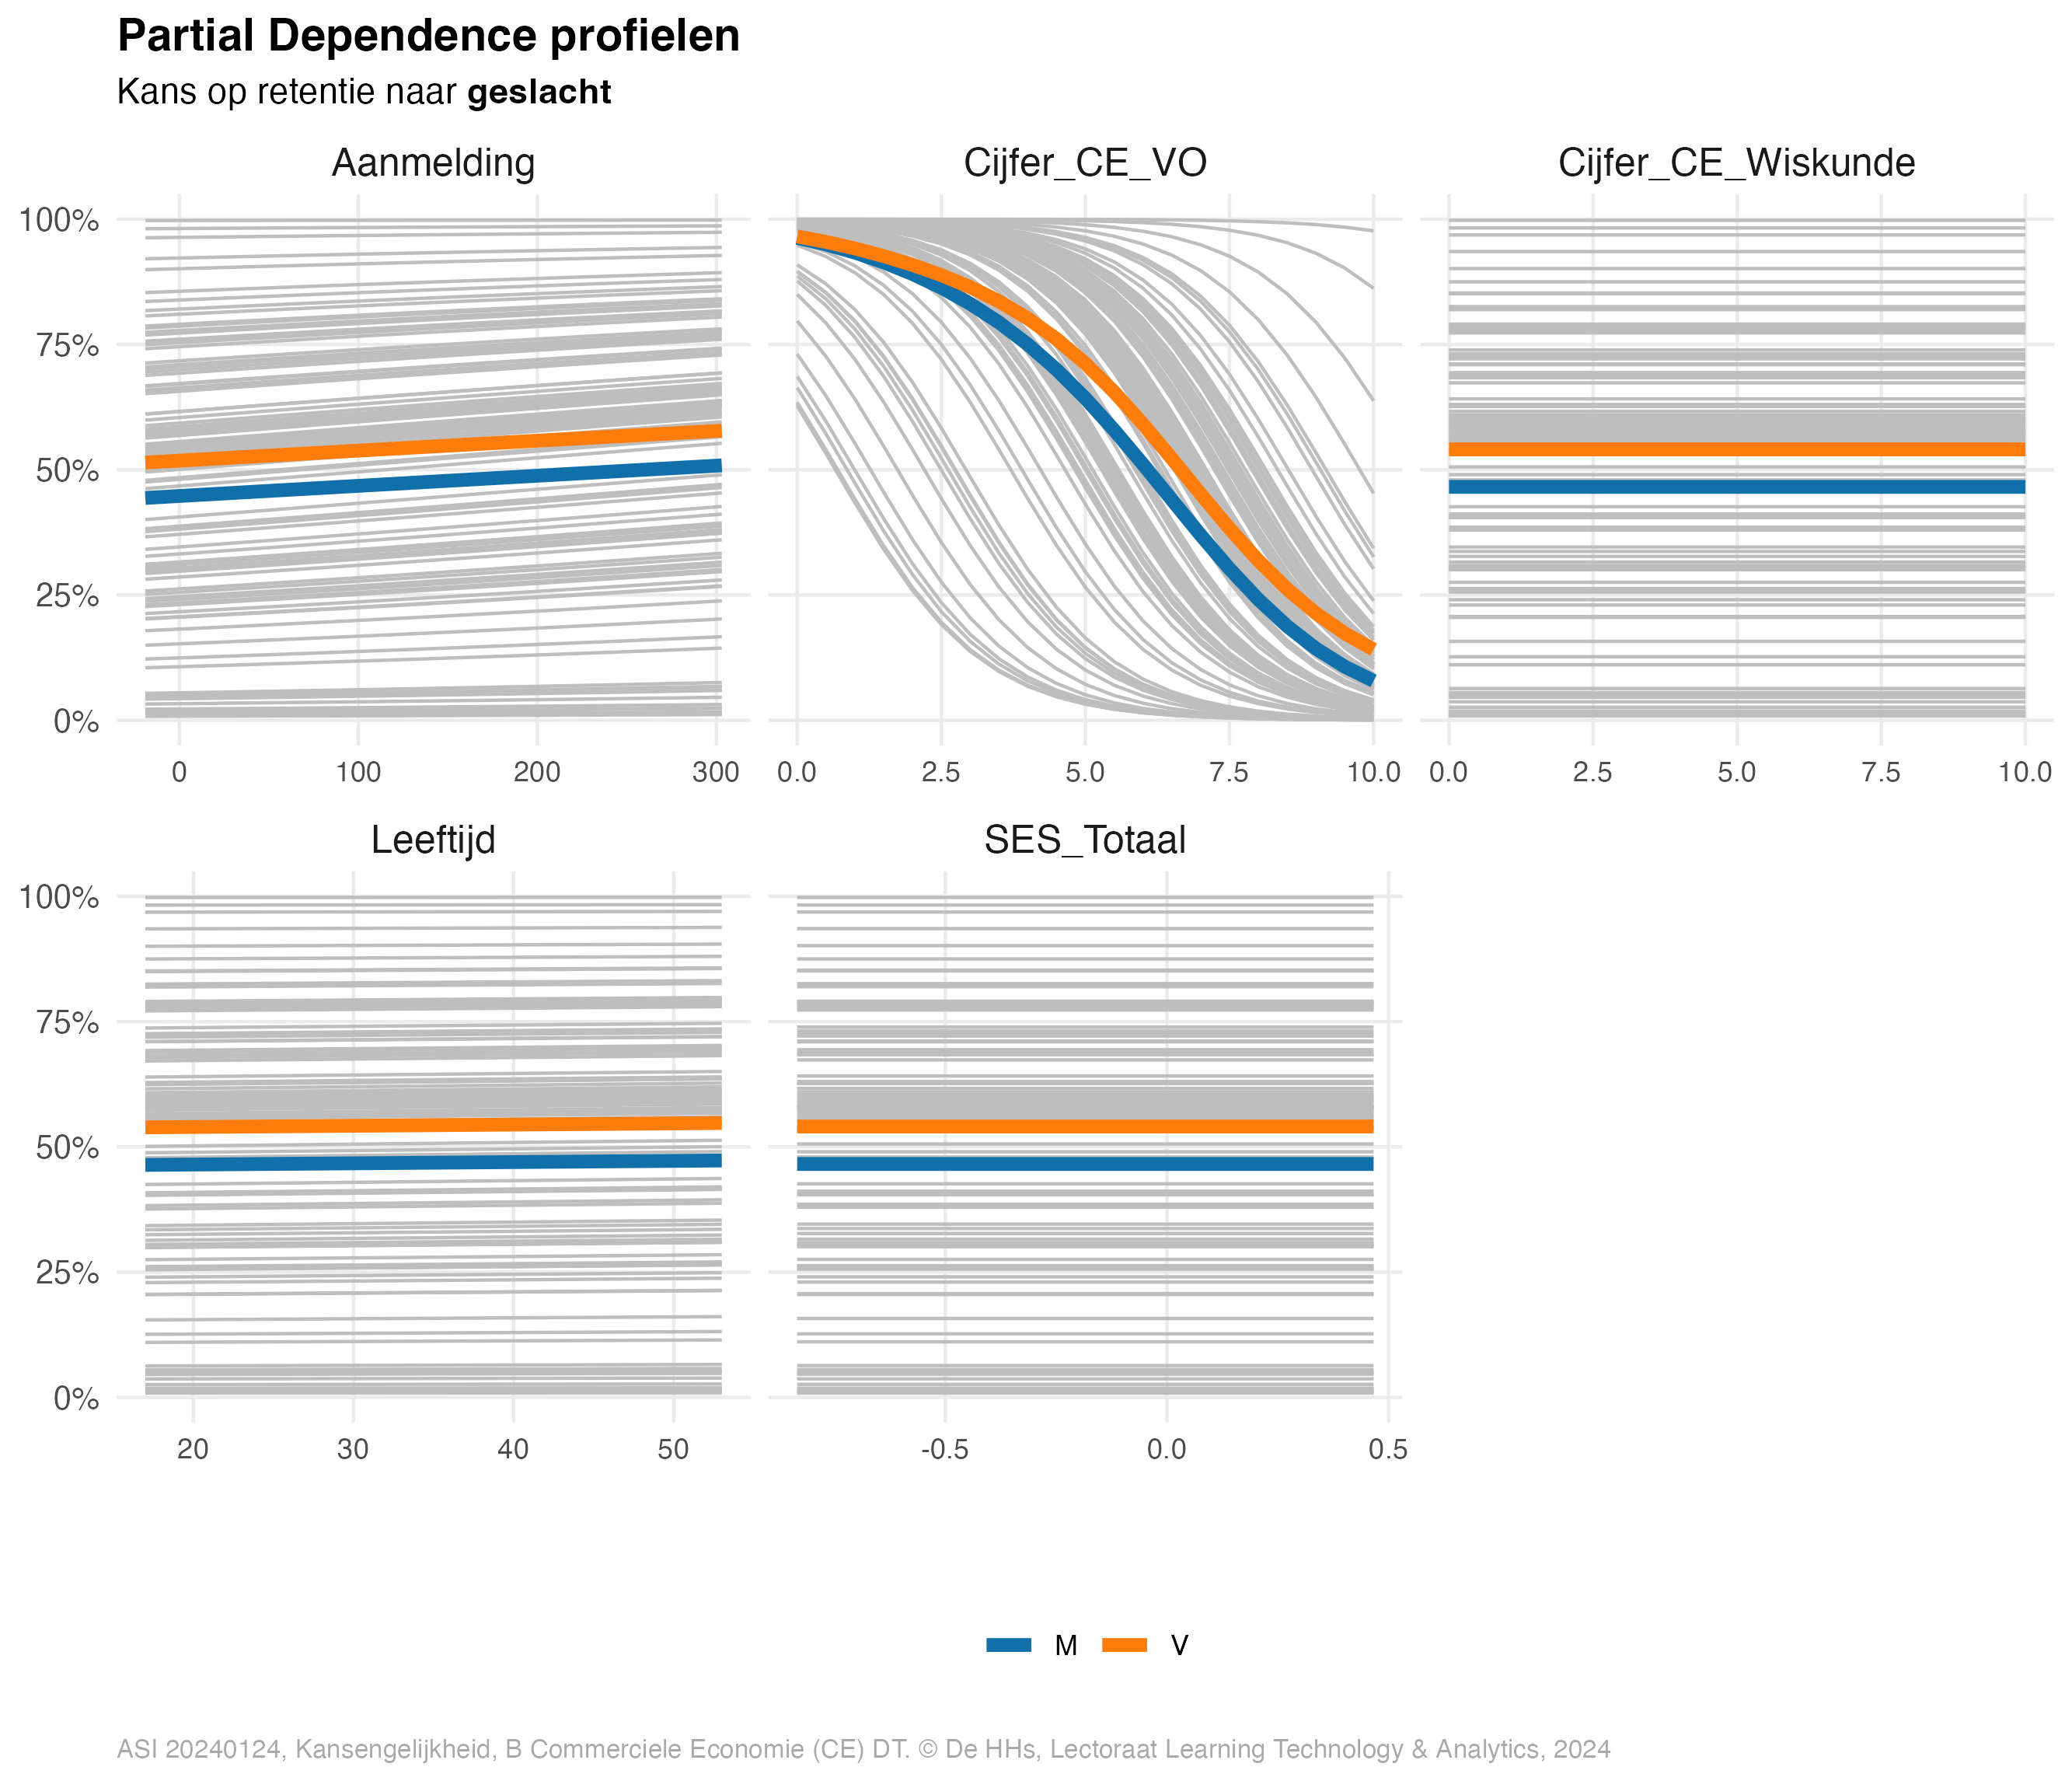 Partial Dependence profielen
Kans op retentie naar geslacht
Aanmelding
Cijfer_CE_VO
Cijfer_CE_Wiskunde
100%
75%
50%
25%
0%
0 100 200 300
0.0 2.5 5.0 7.5 10.0
0.0 2.5 5.0 7.5 10.0
Leeftijd
SES_Totaal
100%
75%
50%
25%
0%
20 30 40 50
-0.5 0.0 0.5
M V
ASI 20240124, Kansengelijkheid, B Commerciele Economie (CE) DT. © De HHs, Lectoraat Learning Technology & Analytics, 2024